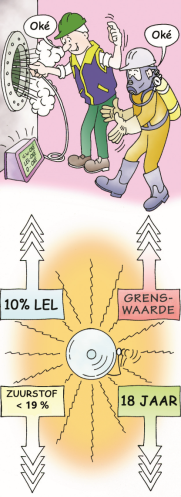 Oké
Oké
10% LEL
GRENS-
WAARDE
ZUURSTOF
< 19 %
18 JAAR